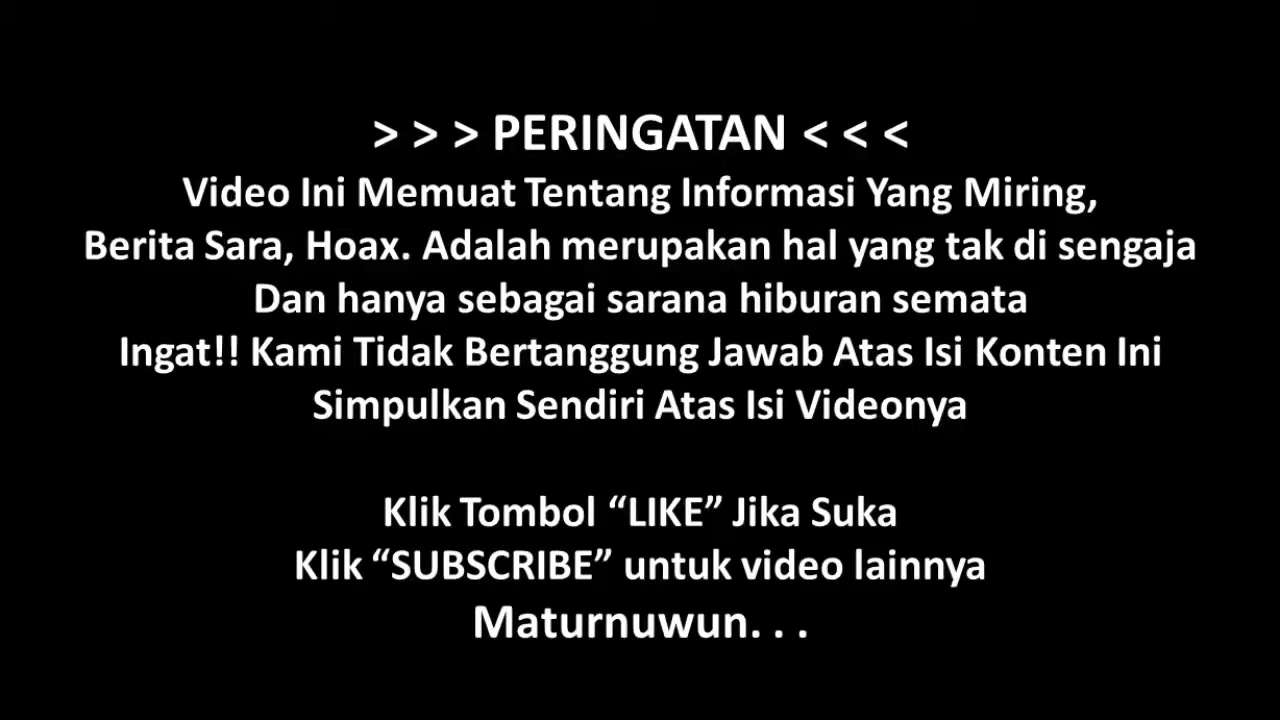 > > > PERINGATAN < < <
Video Ini Memuat Tentang Informasi Yang Miring,
Berita Sara, Hoax. Adalah merupakan hal yang tak di sengaja
Dan hanya sebagai sarana hiburan semata
Ingat!! Kami Tidak Bertanggung Jawab Atas Isi Konten Ini
Simpulkan Sendiri Atas Isi Videonya
Klik Tombol “LIKE” Jika Suka
Klik “SUBSCRIBE” untuk video lainnya
Maturnuwun. . .